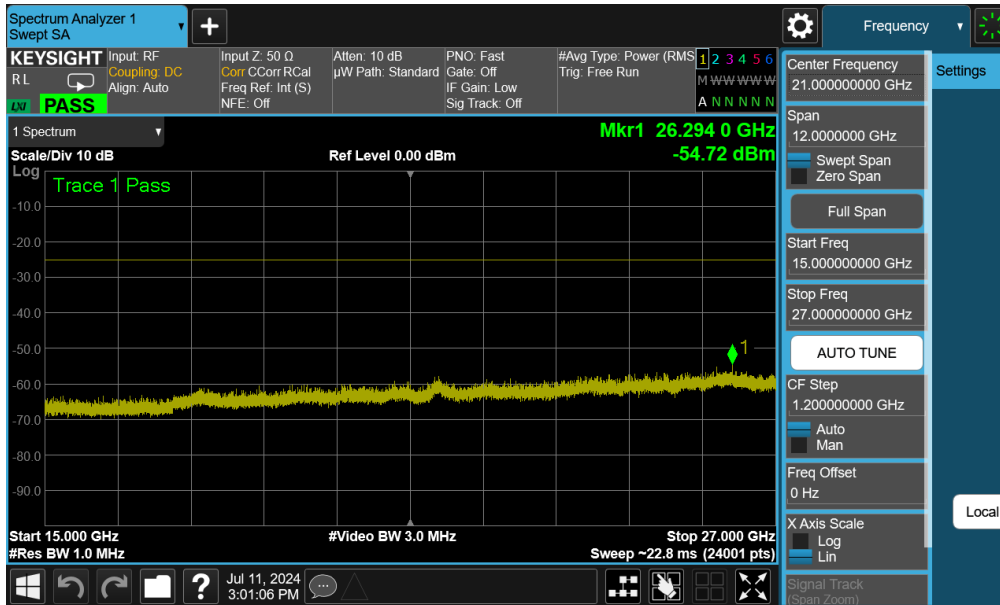 Spectrum Analyzer 1
Swept SA
Frequency
KEYSIGHT
R L
LXI
PASS
Input: RF
Coupling: DC
Align: Auto
Input Z: 50 Ω
Corr CCorr RCal
Freq Ref: Int (S)
NFE: Off
Atten: 10 dB
µW Path: Standard
PNO: Fast
Gate: Off
IF Gain: Low
Sig Track: Off
#Avg Type: Power (RMS
Trig: Free Run
1 2 3 4 5 6
M W W W W W
A N N N N N
1 Spectrum
Scale/Div 10 dB
Log
Ref Level 0.00 dBm
Mkr1 26.294 0 GHz
-54.72 dBm
Trace 1 Pass
-10.0
-20.0
-30.0
-40.0
-50.0
-60.0
-70.0
-80.0
-90.0
1
Start 15.000 GHz
#Res BW 1.0 MHz
#Video BW 3.0 MHz
Stop 27.000 GHz
Sweep ~22.8 ms (24001 pts)
Jul 11, 2024
3:01:06 PM
?
Center Frequency
21.000000000 GHz
Span
12.0000000 GHz
Swept Span
Zero Span
Full Span
Start Freq
15.000000000 GHz
Stop Freq
27.000000000 GHz
AUTO TUNE
CF Step
1.200000000 GHz
Auto
Man
Freq Offset
0 Hz
X Axis Scale
Log
Lin
Signal Track
(Span Zoom)
Settings
Local